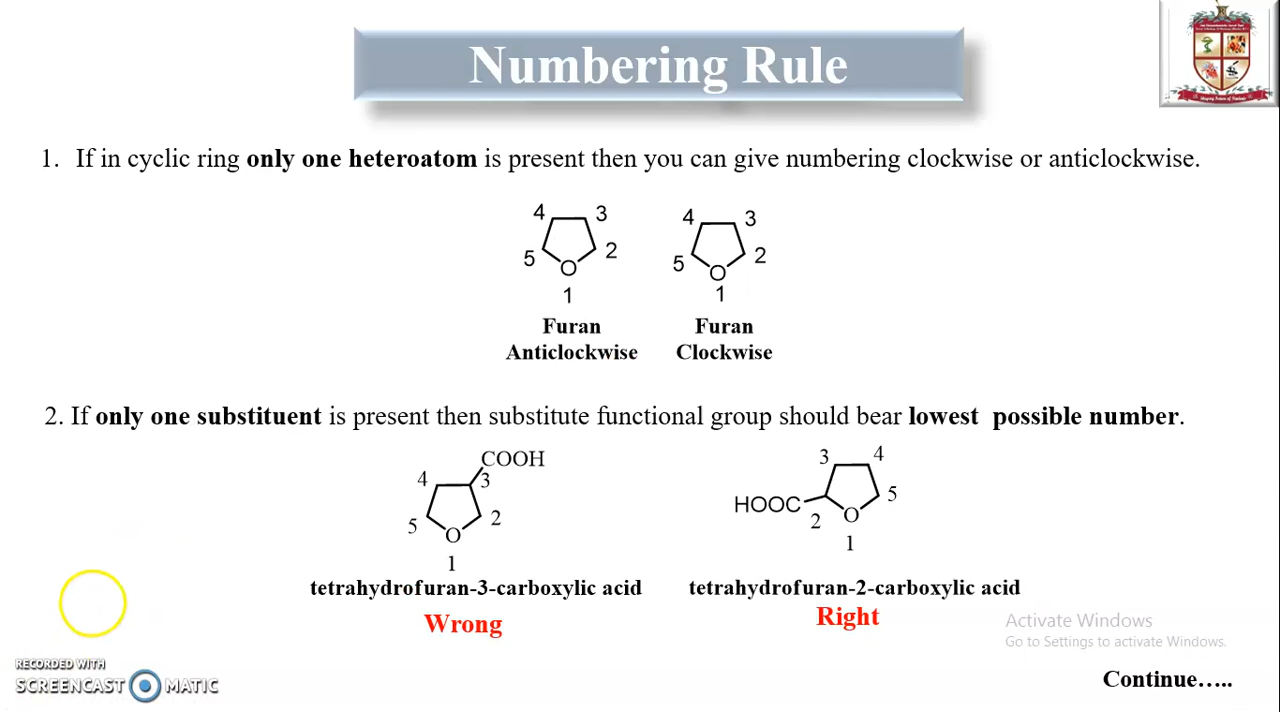 Numbering Rule
1. If in cyclic ring only one heteroatom is present then you can give numbering clockwise or anticlockwise.
4 3
5 2
O
1
Furan
Anticlockwise
4 3
5 2
O
1
Furan
Clockwise
2. If only one substituent is present then substitute functional group should bear lowest possible number.
COOH
4 3
5 2
O
1
tetrahydrofuran-3-carboxylic acid
Wrong
3 4
HOOC 5
2 O
1
tetrahydrofuran-2-carboxylic acid
Right
Activate Windows
Go to Settings to activate Windows.
RECORDED WITH
SCREENCAST MATIC
Continue…..